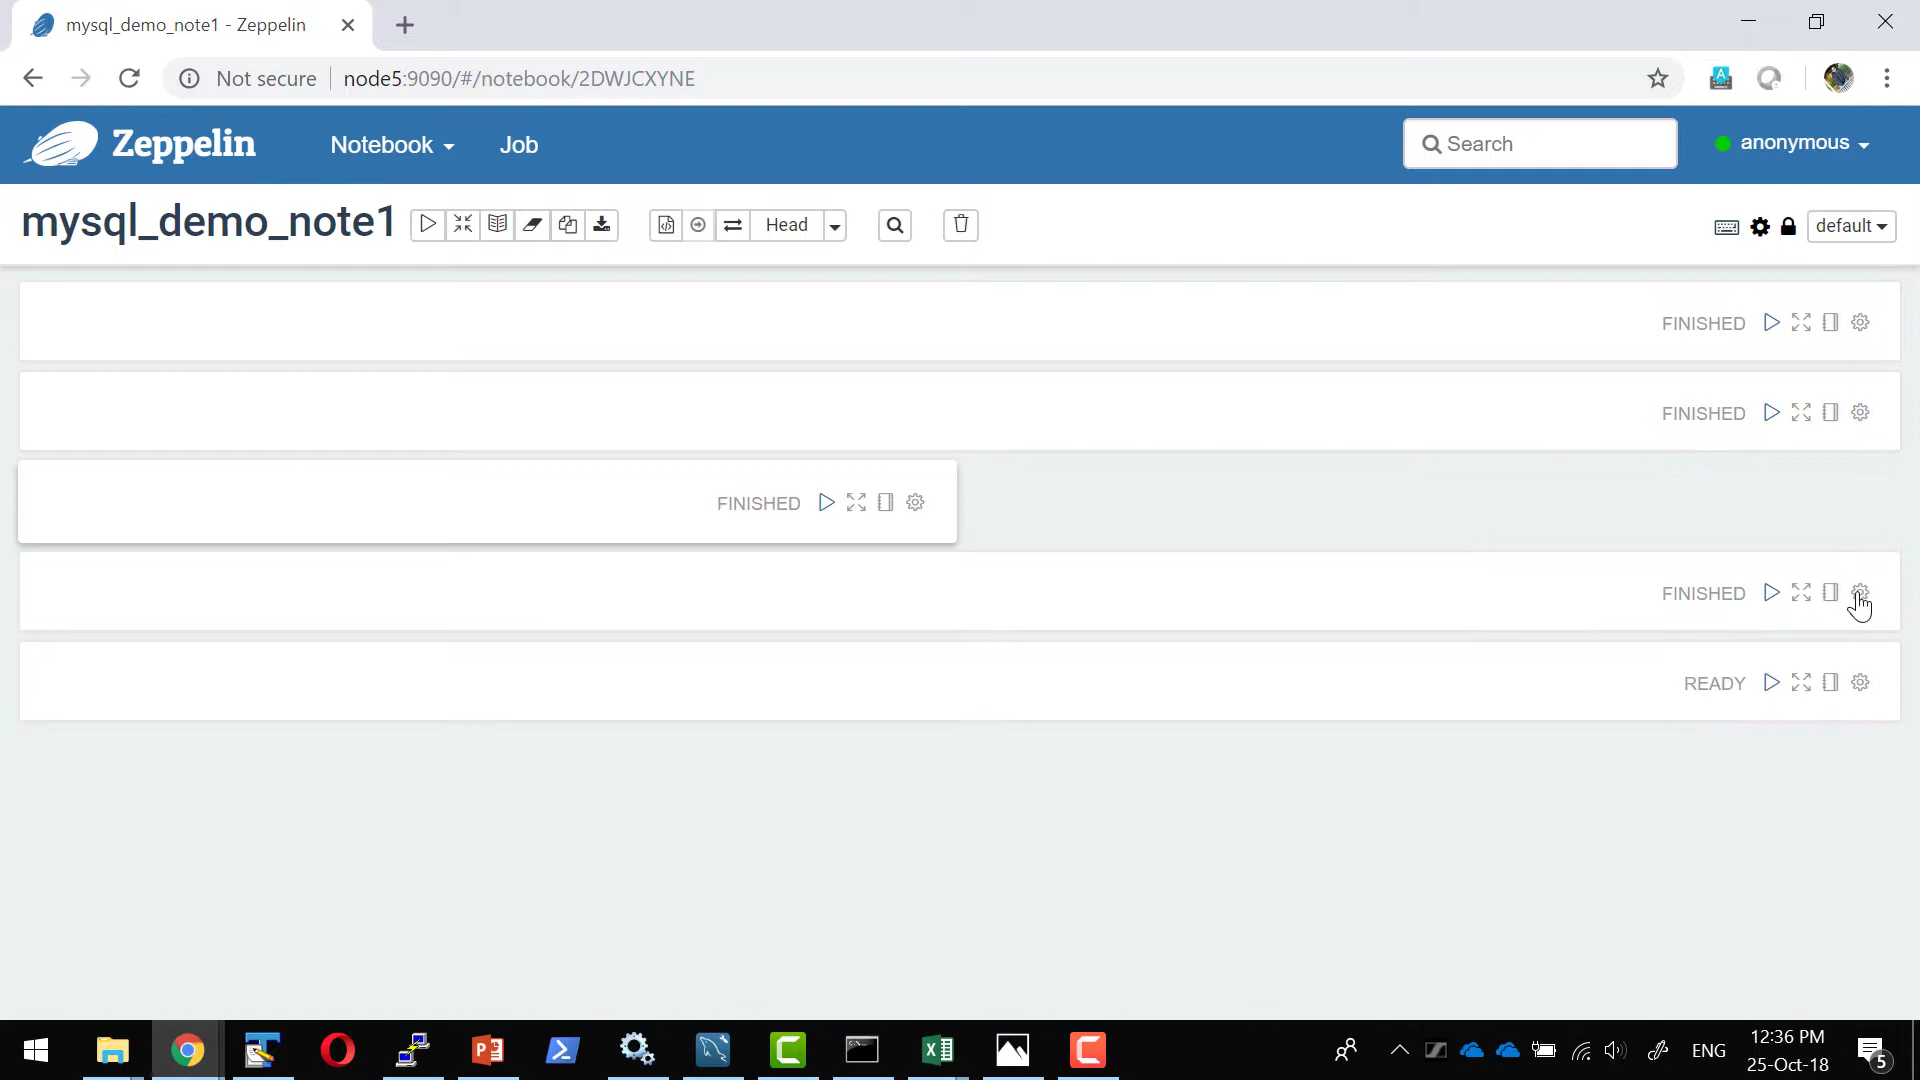 mysql_demo_note1 - Zeppelin
Not secure node5:9090/#/notebook/2DWJCXYNE
Zeppelin Notebook Job Search anonymous
mysql_demo_note1 Head default
FINISHED
FINISHED
FINISHED
FINISHED
READY
ENG 12:36 PM
25-Oct-18 5